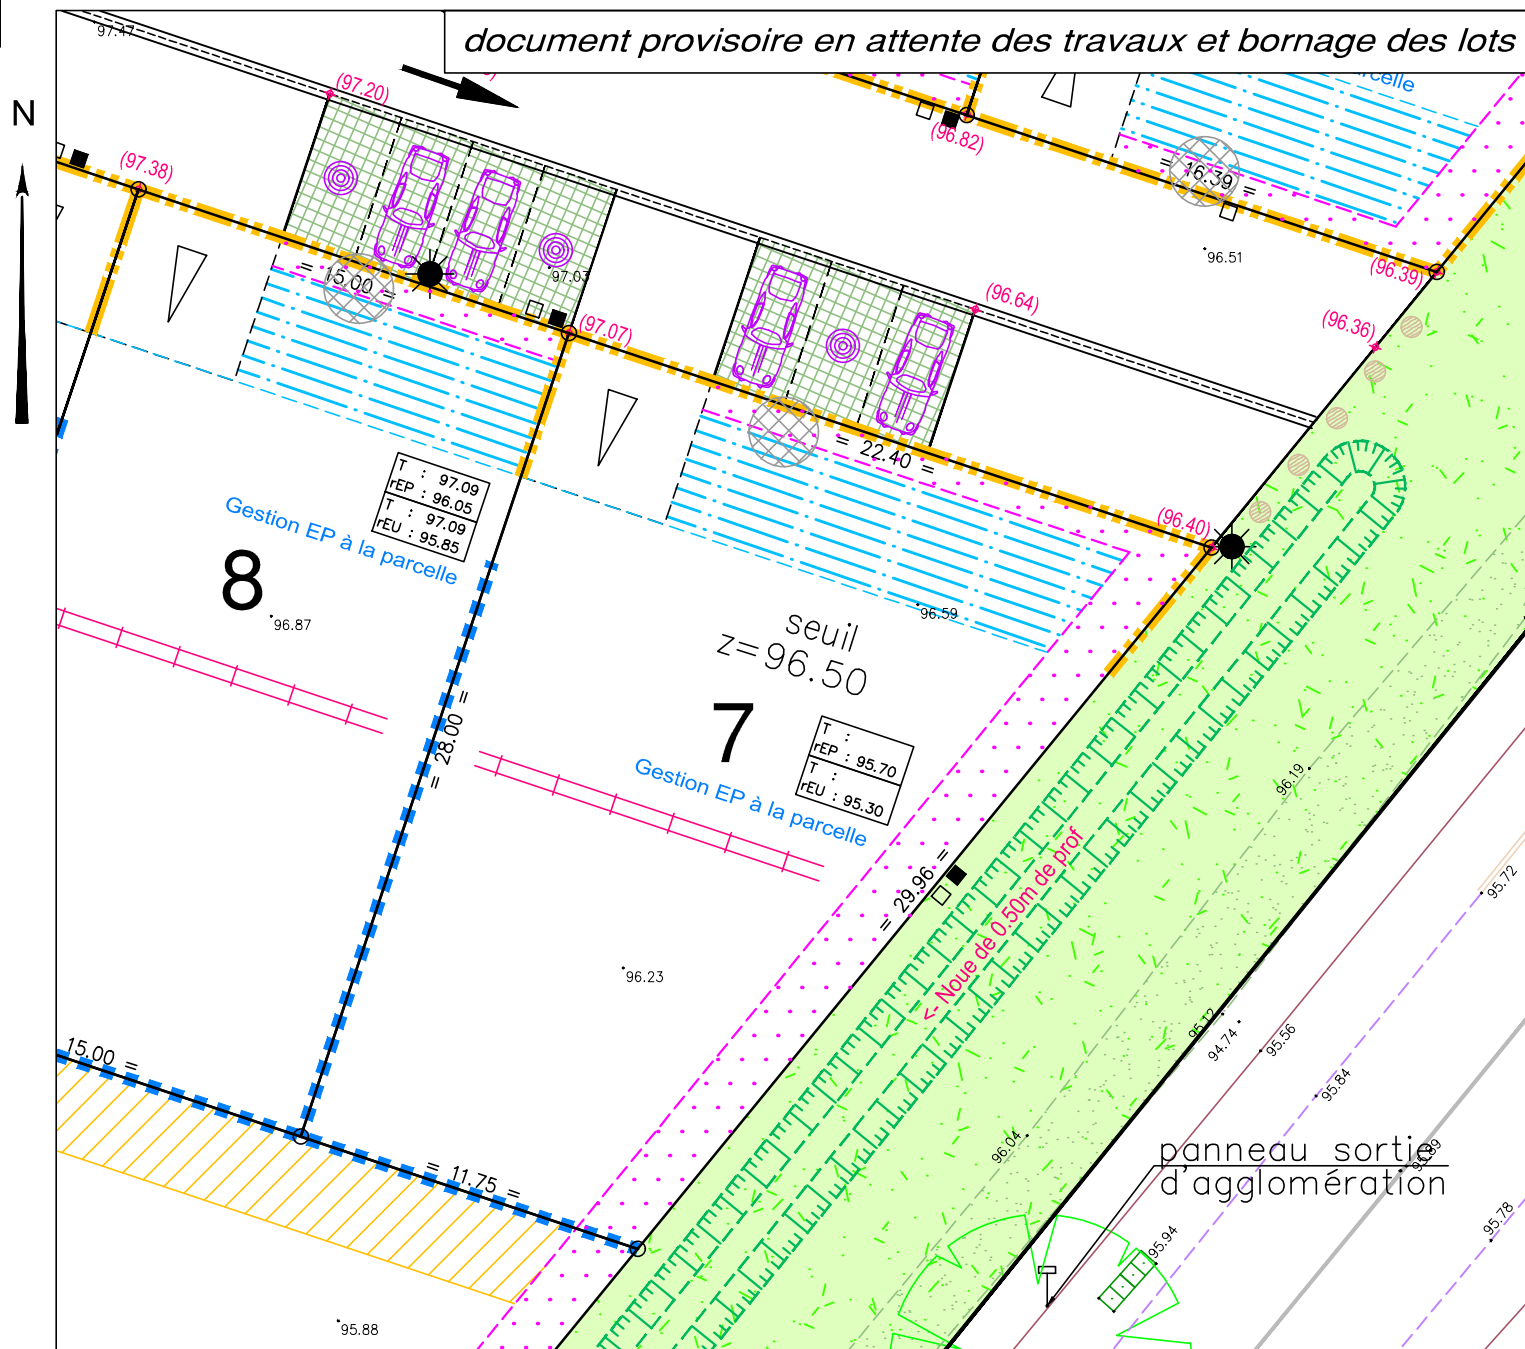 document provisoire en attente des travaux et bornage des lots
97.47
(97.20)
N
(97.38)
(96.82)
= 16.39 =
96.51
(96.39)
= 15.00 =
97.03
(97.07)
(96.64)
(96.36)
= 22.40 =
(96.40)
T : 97.09
rEP : 96.05
T : 97.09
rEU : 95.85
Gestion EP à la parcelle
8
96.87
96.59
seuil
z=96.50
7
T :
rEP : 95.70
T :
rEU : 95.30
Gestion EP à la parcelle
= 28.00 =
= 29.96 =
<- Noue de 0.50m de prof
96.19
95.72
96.23
95.12
94.74
95.56
95.84
15.00 =
= 11.75 =
96.04
panneau sortie
d'agglomération
95.94
95.78
95.88